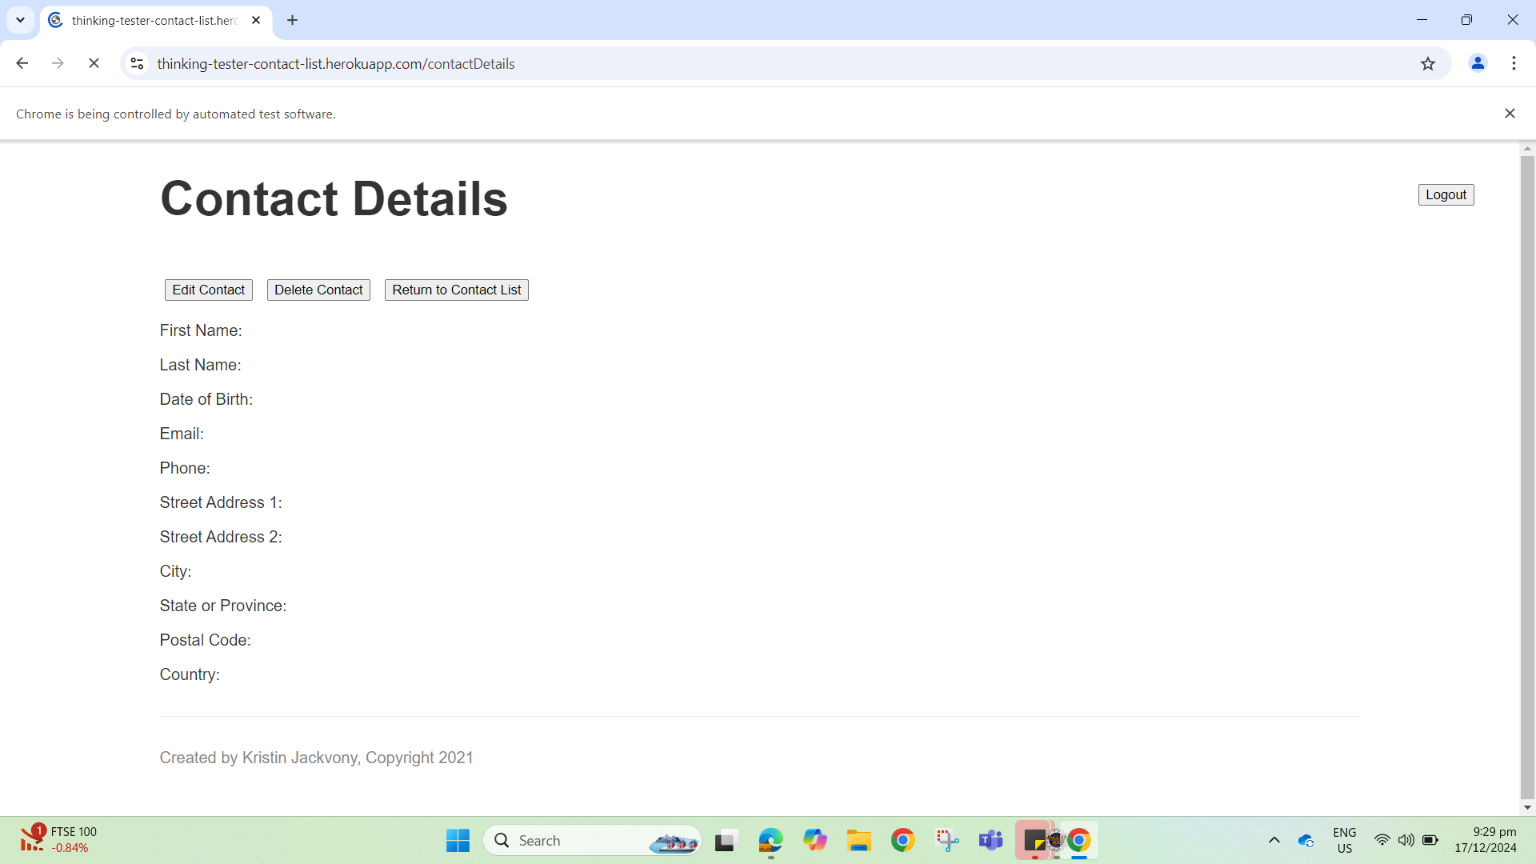 thinking-tester-contact-list.herc
thinking-tester-contact-list.herokuapp.com/contactDetails
Chrome is being controlled by automated test software.
Contact Details
Logout
Edit Contact Delete Contact Return to Contact List
First Name:
Last Name:
Date of Birth:
Email:
Phone:
Street Address 1:
Street Address 2:
City:
State or Province:
Postal Code:
Country:
Created by Kristin Jackvony, Copyright 2021
1 FTSE 100
-0.84%
Search
ENG
US
9:29 pm
17/12/2024